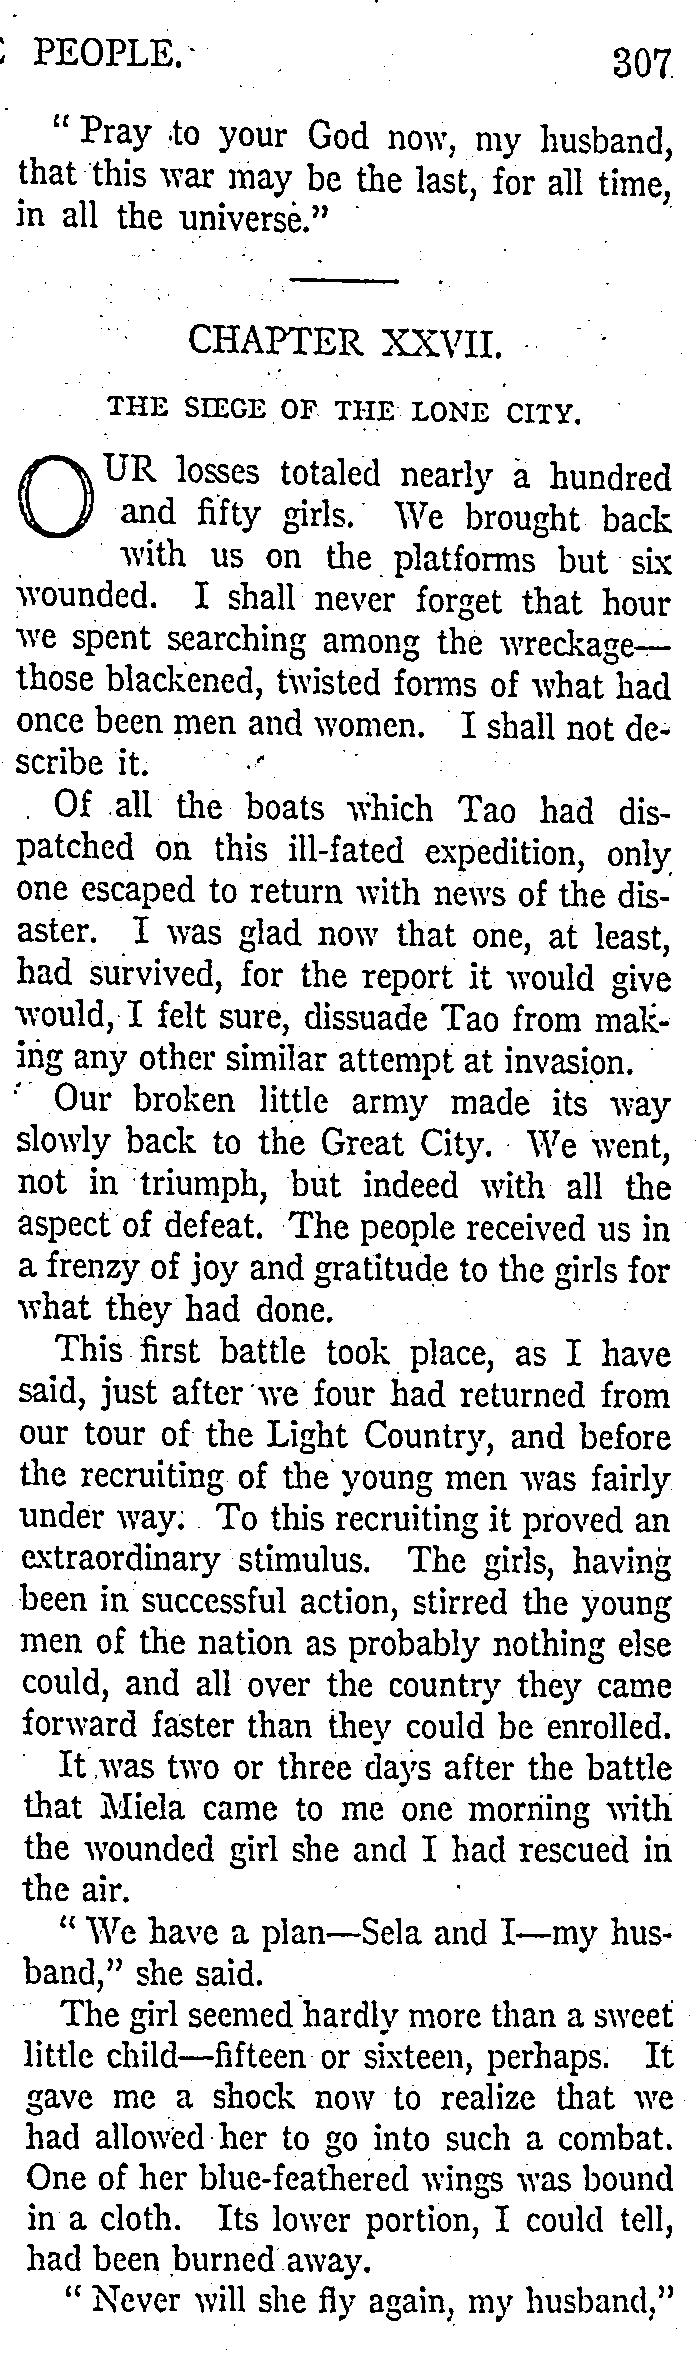 PEOPLE. 307
“ Pray to your God now, my husband,
that this war may be the last, for all time,
in all the universe.”
CHAPTER XXVII.
THE SIEGE OF THE LONE CITY.
OUR losses totaled nearly a hundred
and fifty girls. We brought back
with us on the platforms but six
wounded. I shall never forget that hour
we spent searching among the wreckage—
those blackened, twisted forms of what had
once been men and women. I shall not de-
scribe it.
Of all the boats which Tao had dis-
patched on this ill-fated expedition, only
one escaped to return with news of the dis-
aster. I was glad now that one, at least,
had survived, for the report it would give
would, I felt sure, dissuade Tao from mak-
ing any other similar attempt at invasion.
Our broken little army made its way
slowly back to the Great City. We went,
not in triumph, but indeed with all the
aspect of defeat. The people received us in
a frenzy of joy and gratitude to the girls for
what they had done.
This first battle took place, as I have
said, just after we four had returned from
our tour of the Light Country, and before
the recruiting of the young men was fairly
under way. To this recruiting it proved an
extraordinary stimulus. The girls, having
been in successful action, stirred the young
men of the nation as probably nothing else
could, and all over the country they came
forward faster than they could be enrolled.
It was two or three days after the battle
that Miela came to me one morning with
the wounded girl she and I had rescued in
the air.
“ We have a plan—Sela and I—my hus-
band,” she said.
The girl seemed hardly more than a sweet
little child—fifteen or sixteen, perhaps. It
gave me a shock now to realize that we
had allowed her to go into such a combat.
One of her blue-feathered wings was bound
in a cloth. Its lower portion, I could tell,
had been burned away.
“ Never will she fly again, my husband,”